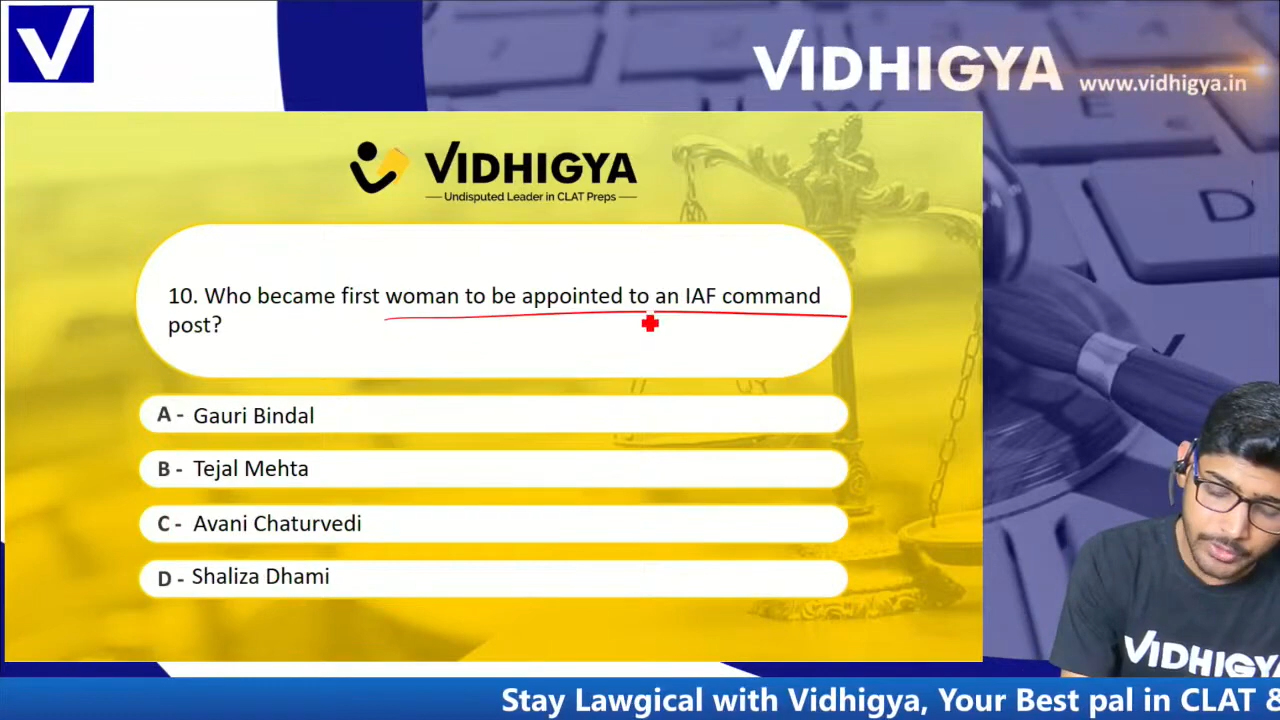 V
VIDHIGYA
www.vidhigya.in
VIDHIGYA
Undisputed Leader in CLAT Preps
10. Who became first woman to be appointed to an IAF command
post?
A - Gauri Bindal
B - Tejal Mehta
C - Avani Chaturvedi
D - Shaliza Dhami
E
D
VIDHIGYA
Stay Lawgical with Vidhigya, Your Best pal in CLAT &